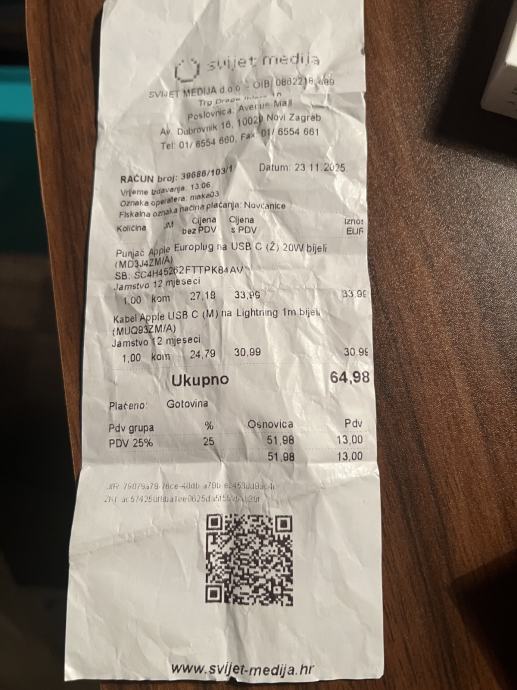 svijet medija
SVIJET MEDIJA d.o.o. - OIB:
Trg
Poslovnica: Avenue Mall
Av. Dubrovnik 16, 10020 Novi Zagreb
Tel: 01/ 6554 660, Fax: 01/ 6554 661
RAČUN broj: 39686/103/1 Datum: 23.11.2025
Vrijeme izdavanja: 13:06
Oznaka operatera: maka03
Fiskalna oznaka načina plaćanja: Novčanice
Količina JM Cijena bez PDV Cijena s PDV Iznos EUR
Punjač Apple Europlug na USB C (Ž) 20W bijeli
(MD3J4ZM/A)
Jamstvo 12 mjeseci
1,00 kom 27,19 33,99 33,99
Kabel Apple USB C (M) na Lightning 1m bijeli
(MUQ93ZM/A)
Jamstvo 12 mjeseci
1,00 kom 24,79 30,99 30,99
Ukupno 64,98
Plaćeno: Gotovina
Pdv grupa % Osnovica Pdv
PDV 25% 25 51,98 13,00
51,98 13,00
www.svijet-medija.hr